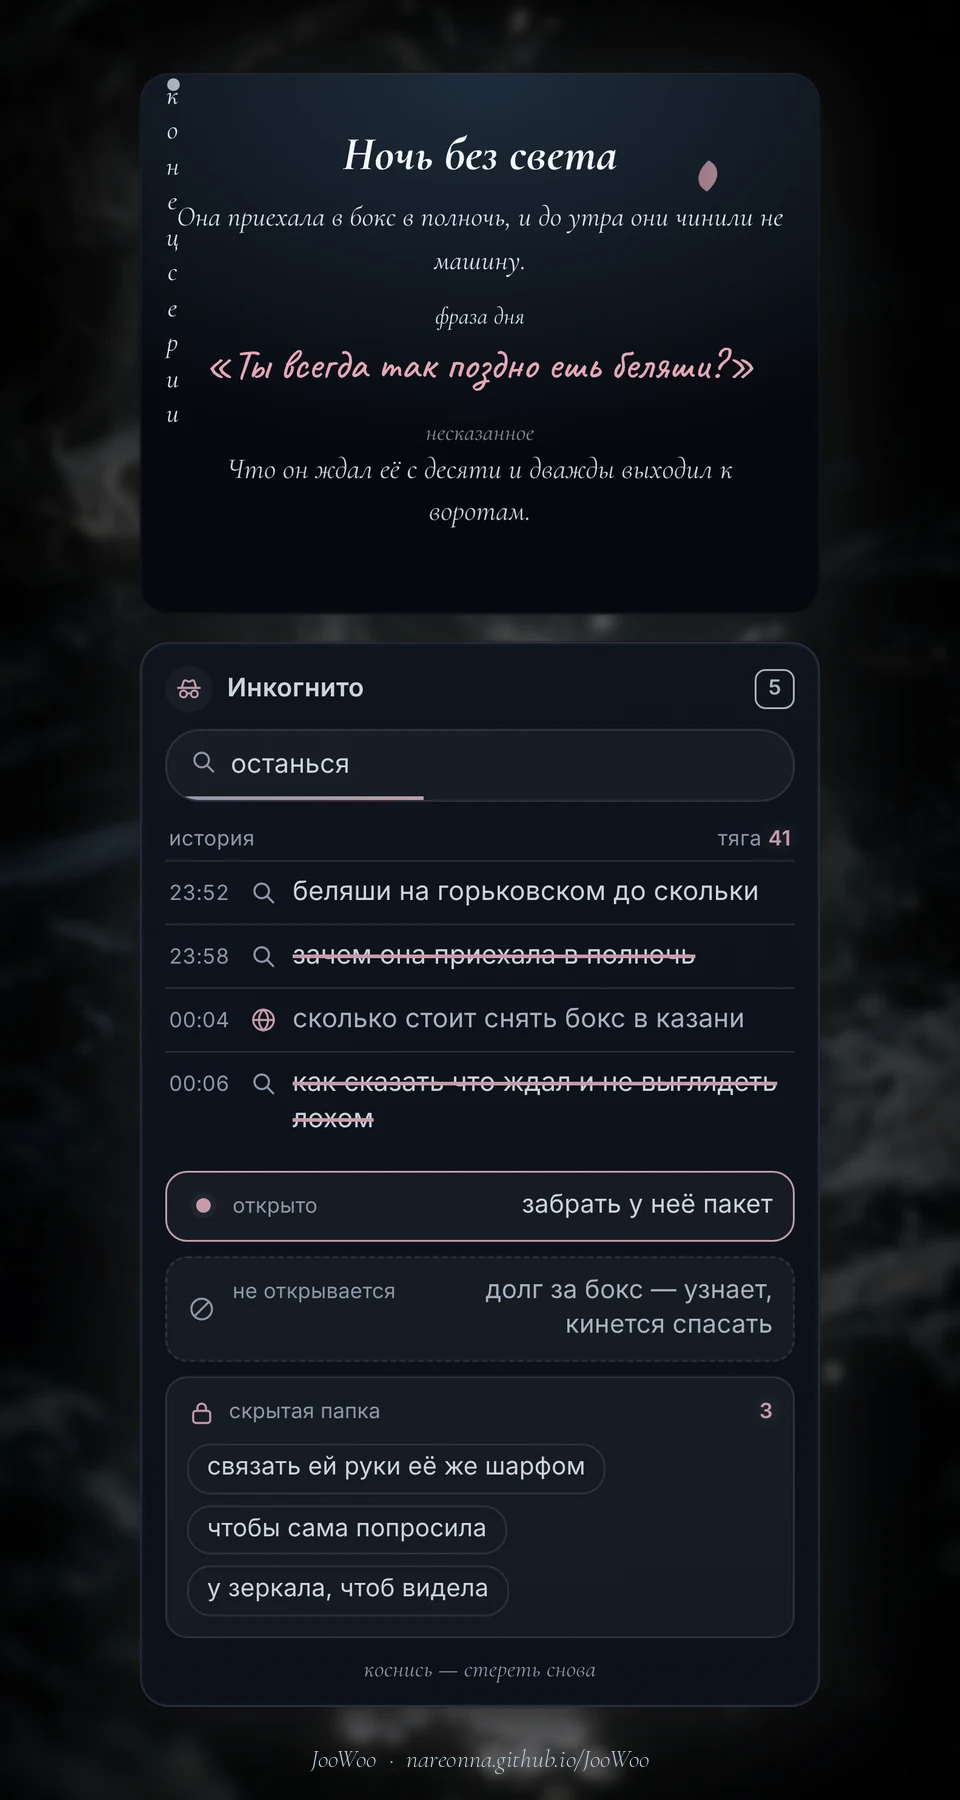 конец серии
Ночь без света
Она приехала в бокс в полночь, и до утра они чинили не
машину.
фраза дня
«Ты всегда так поздно ешь беляши?»
несказанное
Что он ждал её с десяти и дважды выходил к
воротам.
Инкогнито
5
останься
история
тяга 41
23:52 беляши на горьковском до скольки
23:58 зачем она приехала в полночь
00:04 сколько стоит снять бокс в казани
00:06 как сказать что ждал и не выглядеть
лохом
открыто
забрать у неё пакет
не открывается
долг за бокс — узнает,
кинется спасать
скрытая папка
3
связать ей руки её же шарфом
чтобы сама попросила
у зеркала, чтоб видела
коснись — стереть снова
JooWoo · nareonna.github.io/JooWoo